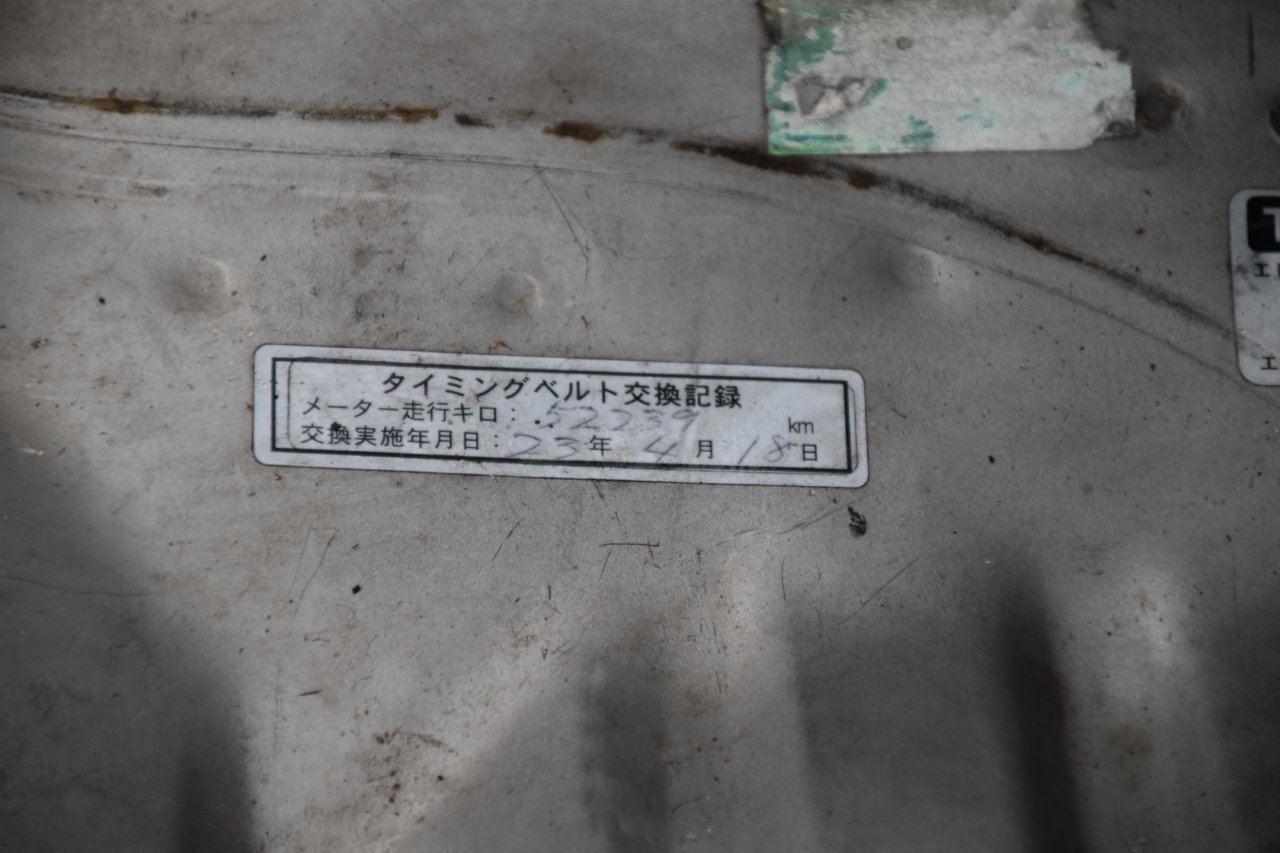 タイミングベルト交換記録
メーター走行キロ： 52239 km
交換実施年月日： 23年 4月 18日